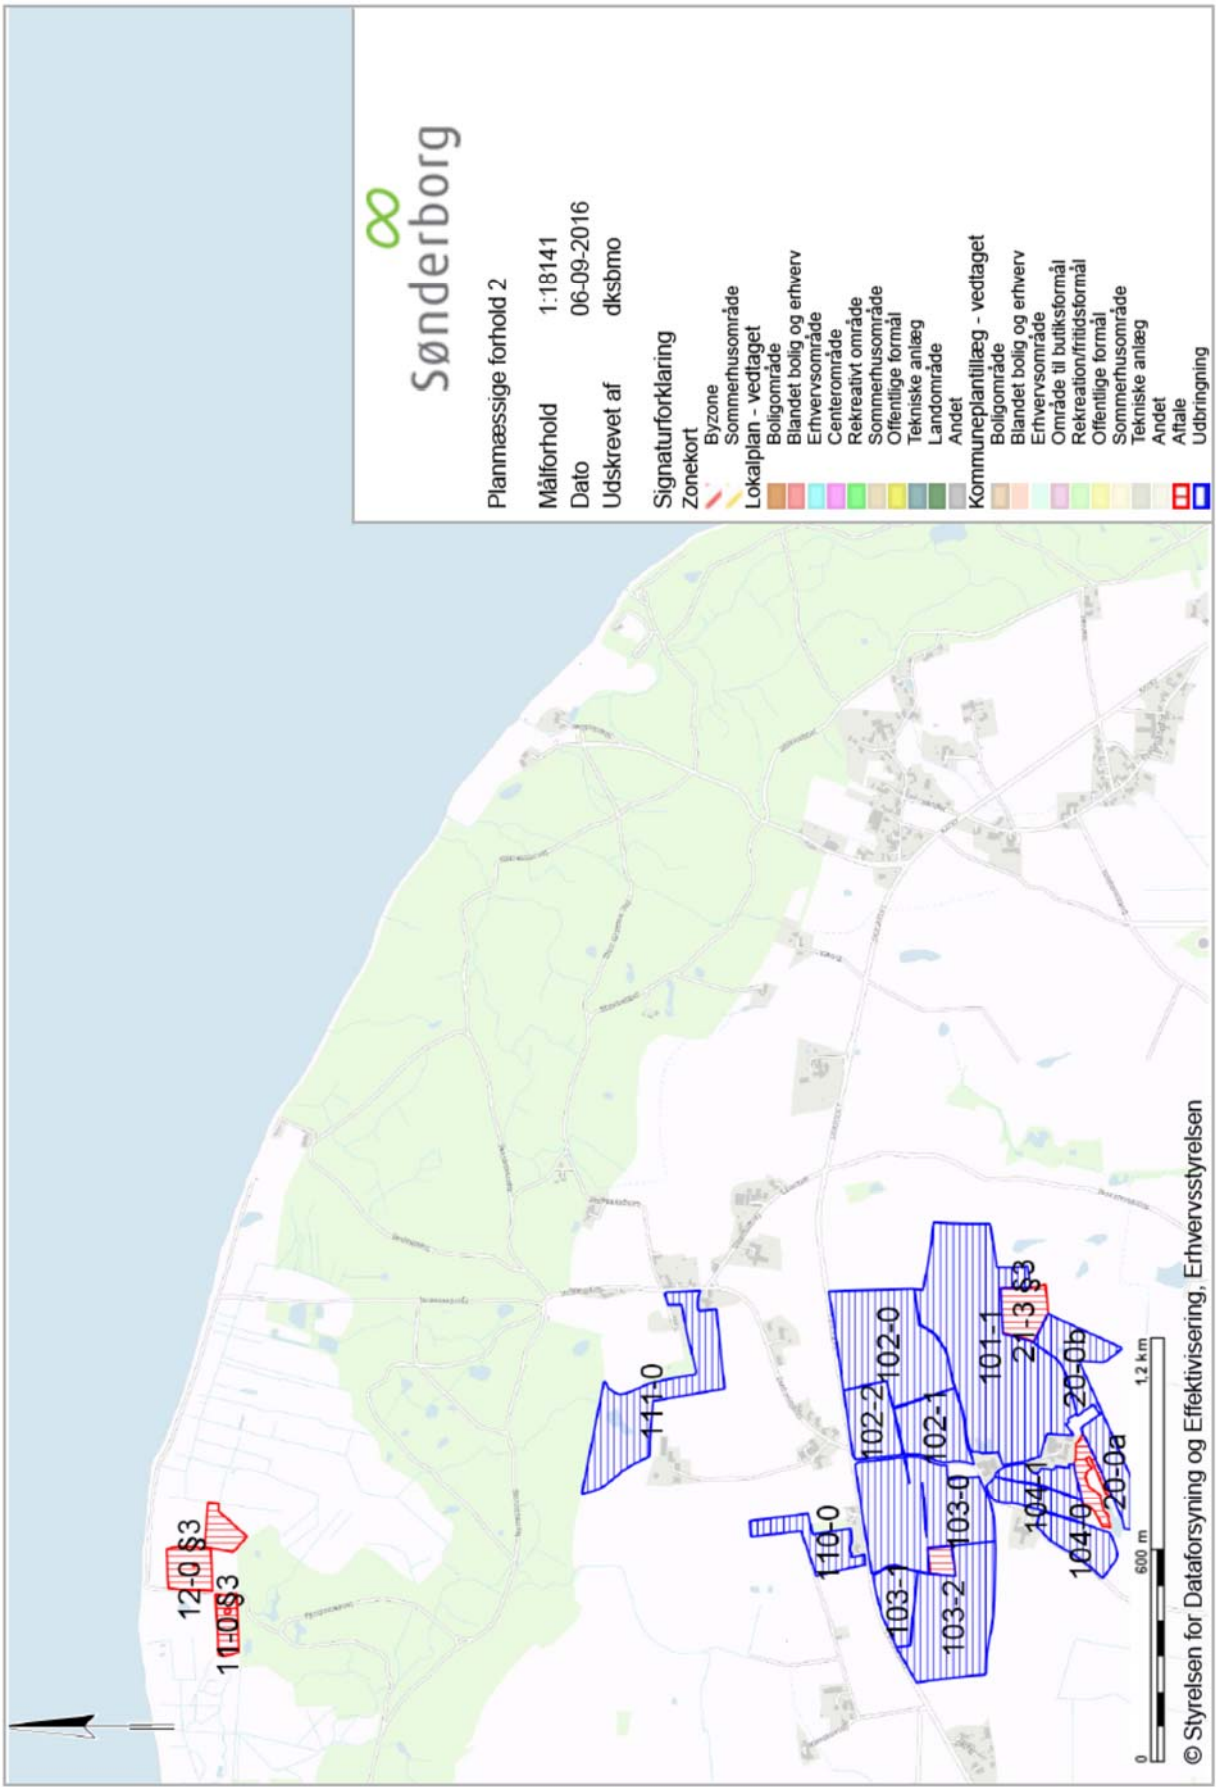 Sønderborg
Planmæssige forhold 2
Målforhold 1:18141
Dato 06-09-2016
Udskrevet af dksbmo
Signaturforklaring
Zonekort
Byzone
Sommerhusområde
Lokalplan - vedtaget
Boligområde
Blandet bolig og erhverv
Erhvervsområde
Centerområde
Rekreativt område
Sommerhusområde
Offentlige formål
Tekniske anlæg
Landområde
Andet
Kommuneplantillæg - vedtaget
Boligområde
Blandet bolig og erhverv
Erhvervsområde
Område til butiksformål
Rekreation/fritidsformål
Offentlige formål
Sommerhusområde
Tekniske anlæg
Andet
Aftale
Udbringning
12-0 §3
11-0§3
111-0
110-0
102-0
102-2
102-1
103-0
103-1
103-2
101-1
21-3 §3
104-1
104-0
20-0b
20-0a
0 600 m 1,2 km
© Styrelsen for Dataforsyning og Effektivisering, Erhvervsstyrelsen